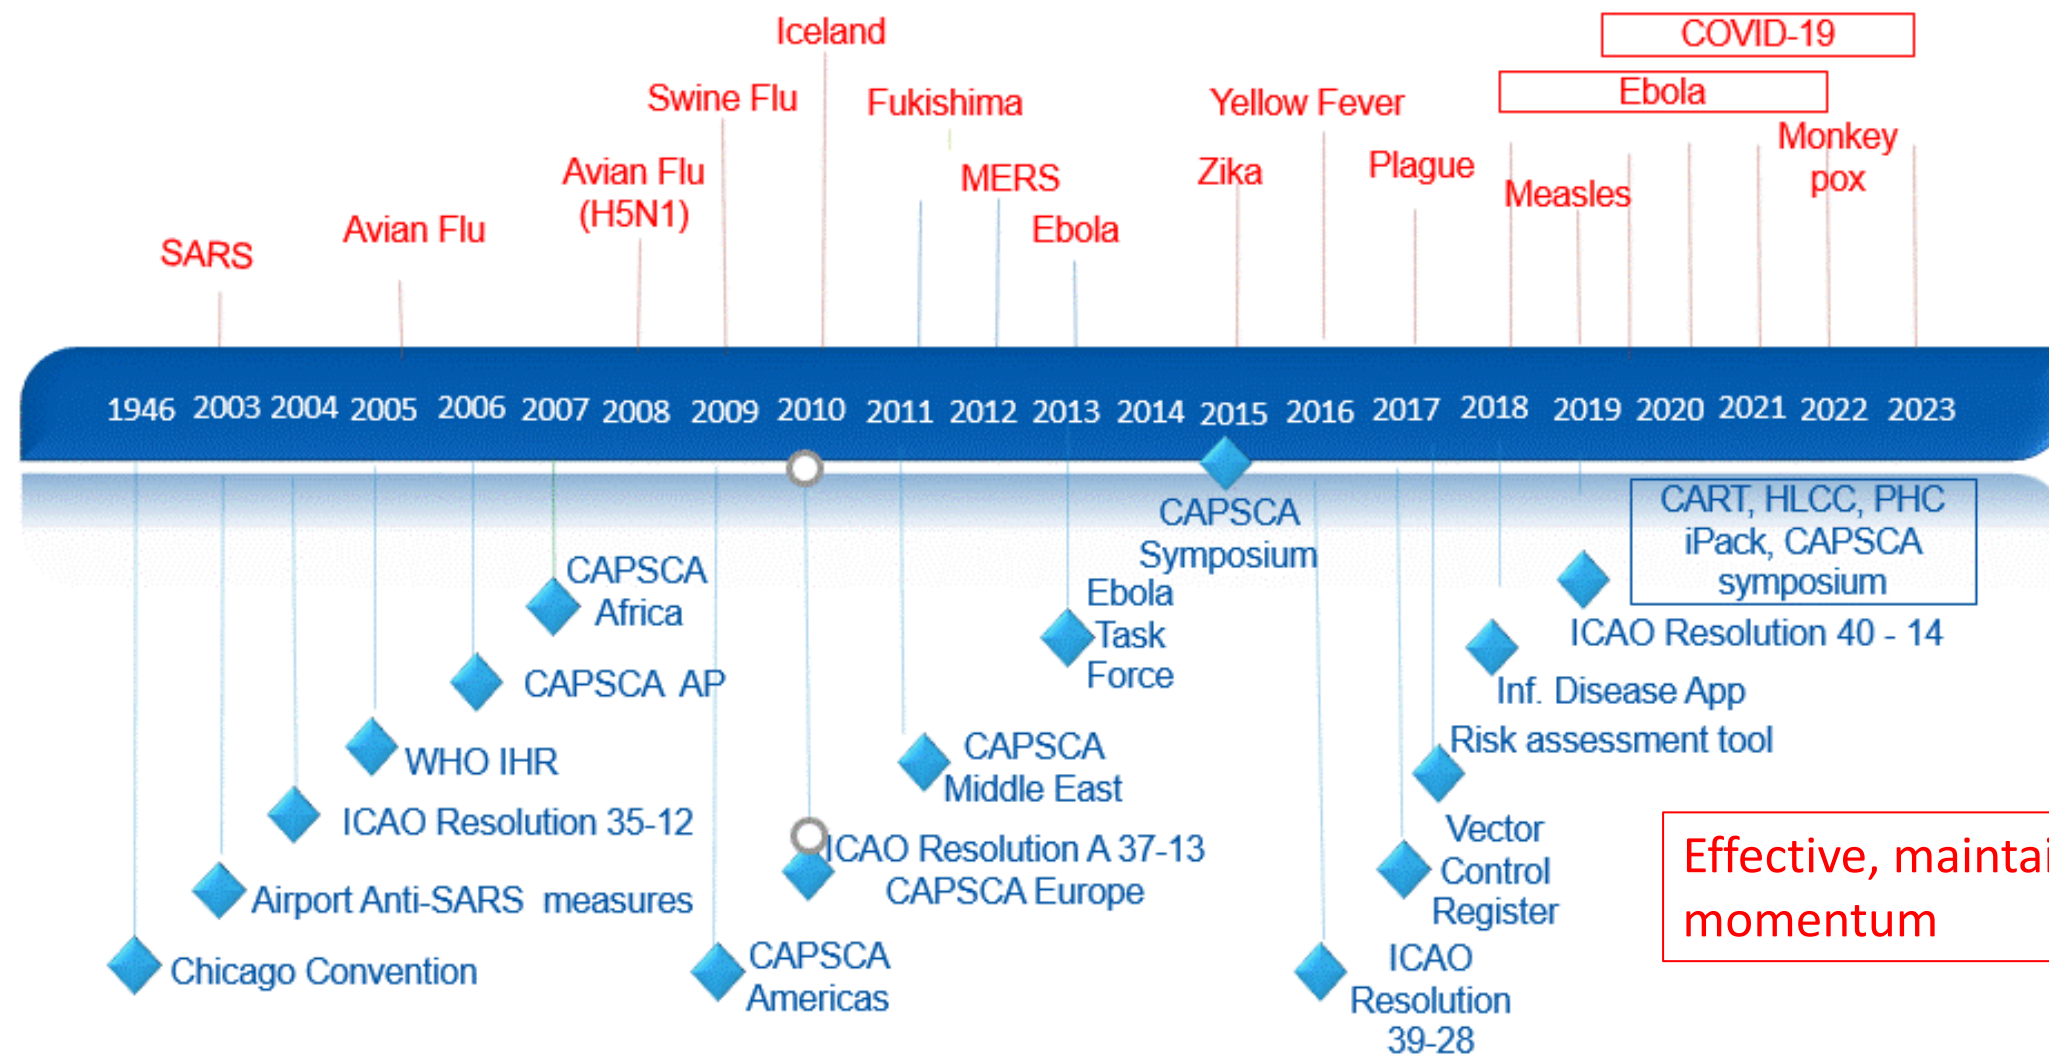 Iceland
COVID-19
Swine Flu
Fukishima
Yellow Fever
Ebola
Avian Flu
(H5N1)
MERS
Zika
Plague
Measles
Monkey
pox
SARS
Avian Flu
Ebola
1946 2003 2004 2005 2006 2007 2008 2009 2010 2011 2012 2013 2014 2015 2016 2017 2018 2019 2020 2021 2022 2023
CAPSCA
Symposium
CART, HLCC, PHC
iPack, CAPSCA
symposium
CAPSCA
Africa
Ebola
Task
Force
ICAO Resolution 40 - 14
CAPSCA AP
Inf. Disease App
WHO IHR
CAPSCA
Middle East
Risk assessment tool
ICAO Resolution 35-12
Vector
Control
Register
ICAO Resolution A 37-13
CAPSCA Europe
Effective, maintai
momentum
Airport Anti-SARS measures
Chicago Convention
CAPSCA
Americas
ICAO
Resolution
39-28